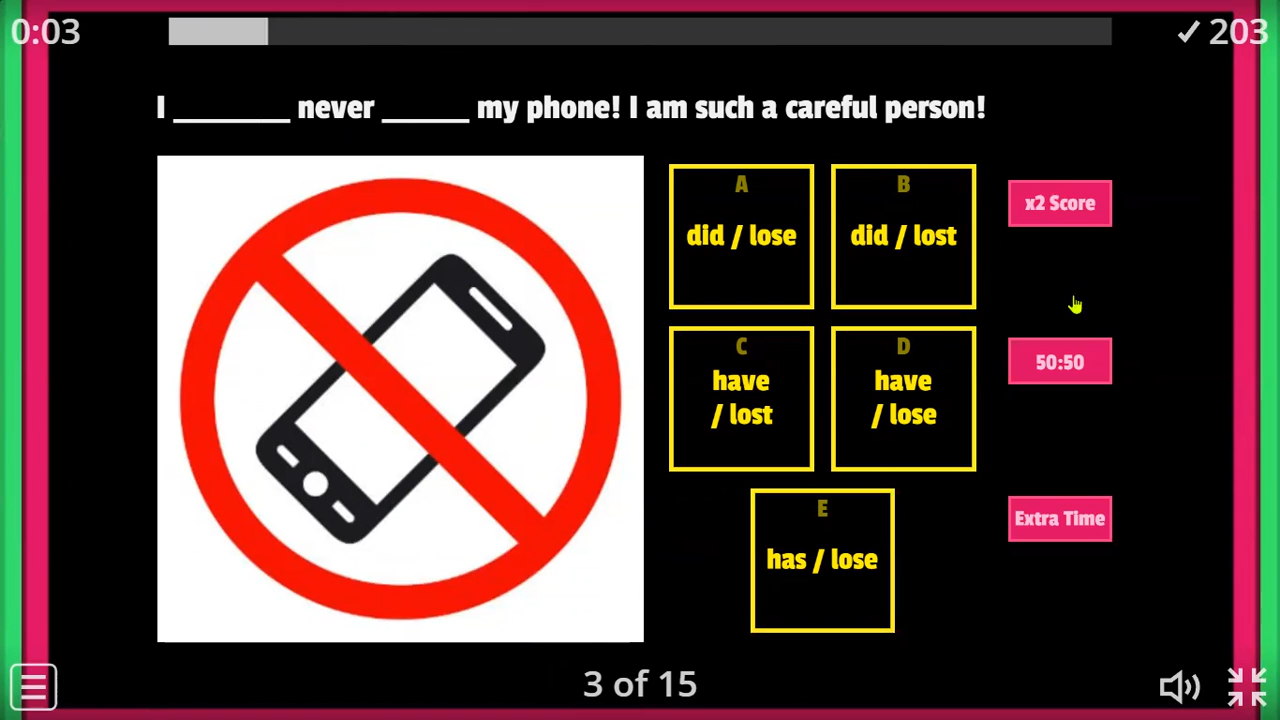 0:03
✓ 203
I ________ never ______ my phone! I am such a careful person!
A
did / lose
B
did / lost
x2 Score
C
have
/ lost
D
have
/ lose
50:50
E
has / lose
Extra Time
3 of 15